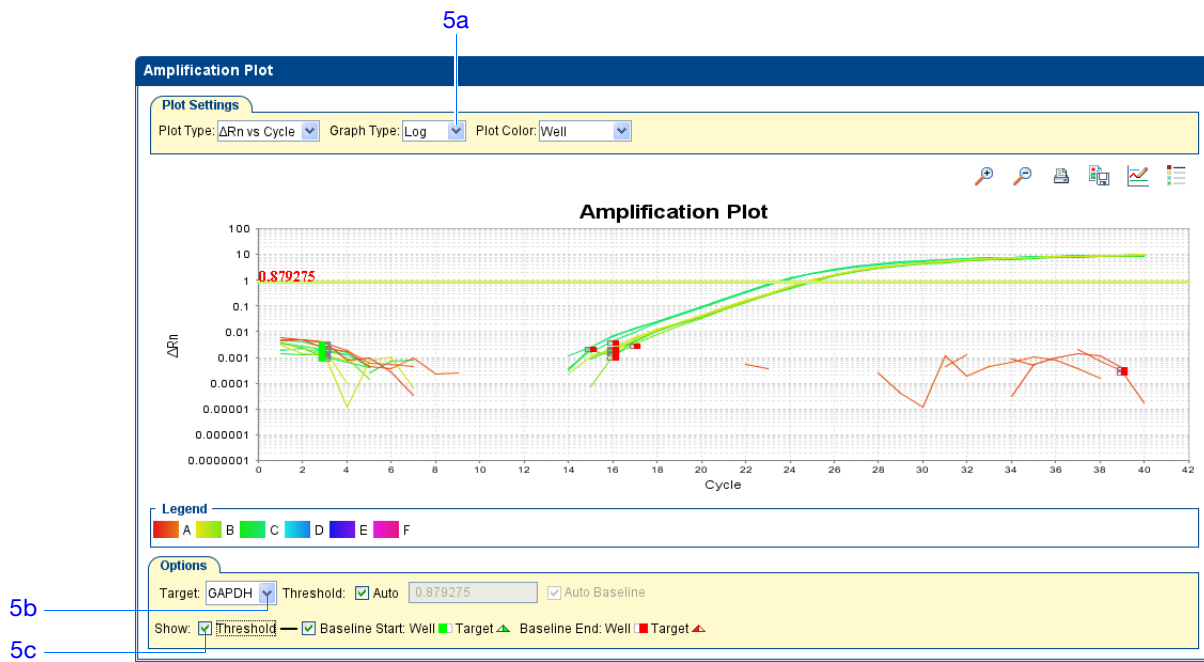 5a
Amplification Plot
Plot Settings
Plot Type: ΔRn vs Cycle Graph Type: Log Plot Color: Well
Amplification Plot
100
10
1
0.1
0.01
0.001
0.0001
0.00001
0.000001
0.0000001
0.879275
ΔRn
0 2 4 6 8 10 12 14 16 18 20 22 24 26 28 30 32 34 36 38 40 42
Cycle
Legend
A B C D E F
Options
Target: GAPDH Threshold: Auto 0.879275 Auto Baseline
5b
Show: Threshold Baseline Start: Well Target Baseline End: Well Target
5c